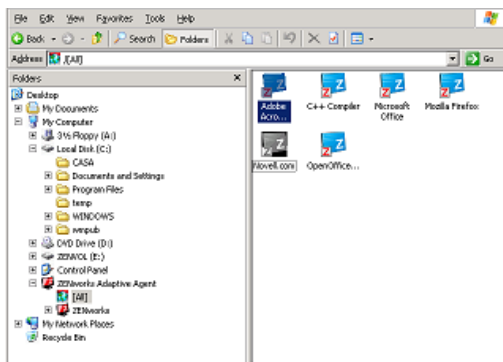 File Edit View Favorites Tools Help
Back Search Folders
Address [All] Go
Folders
Desktop
My Documents
My Computer
3½ Floppy (A:)
Local Disk (C:)
CASA
Documents and Settings
Program Files
temp
WINDOWS
wmpub
DVD Drive (D:)
ZENVOL (E:)
Control Panel
ZENworks Adaptive Agent
[All]
ZENworks
My Network Places
Recycle Bin
Adobe Acro...
C++ Compiler
Microsoft Office
Mozilla Firefox
Novell.com
OpenOffice...